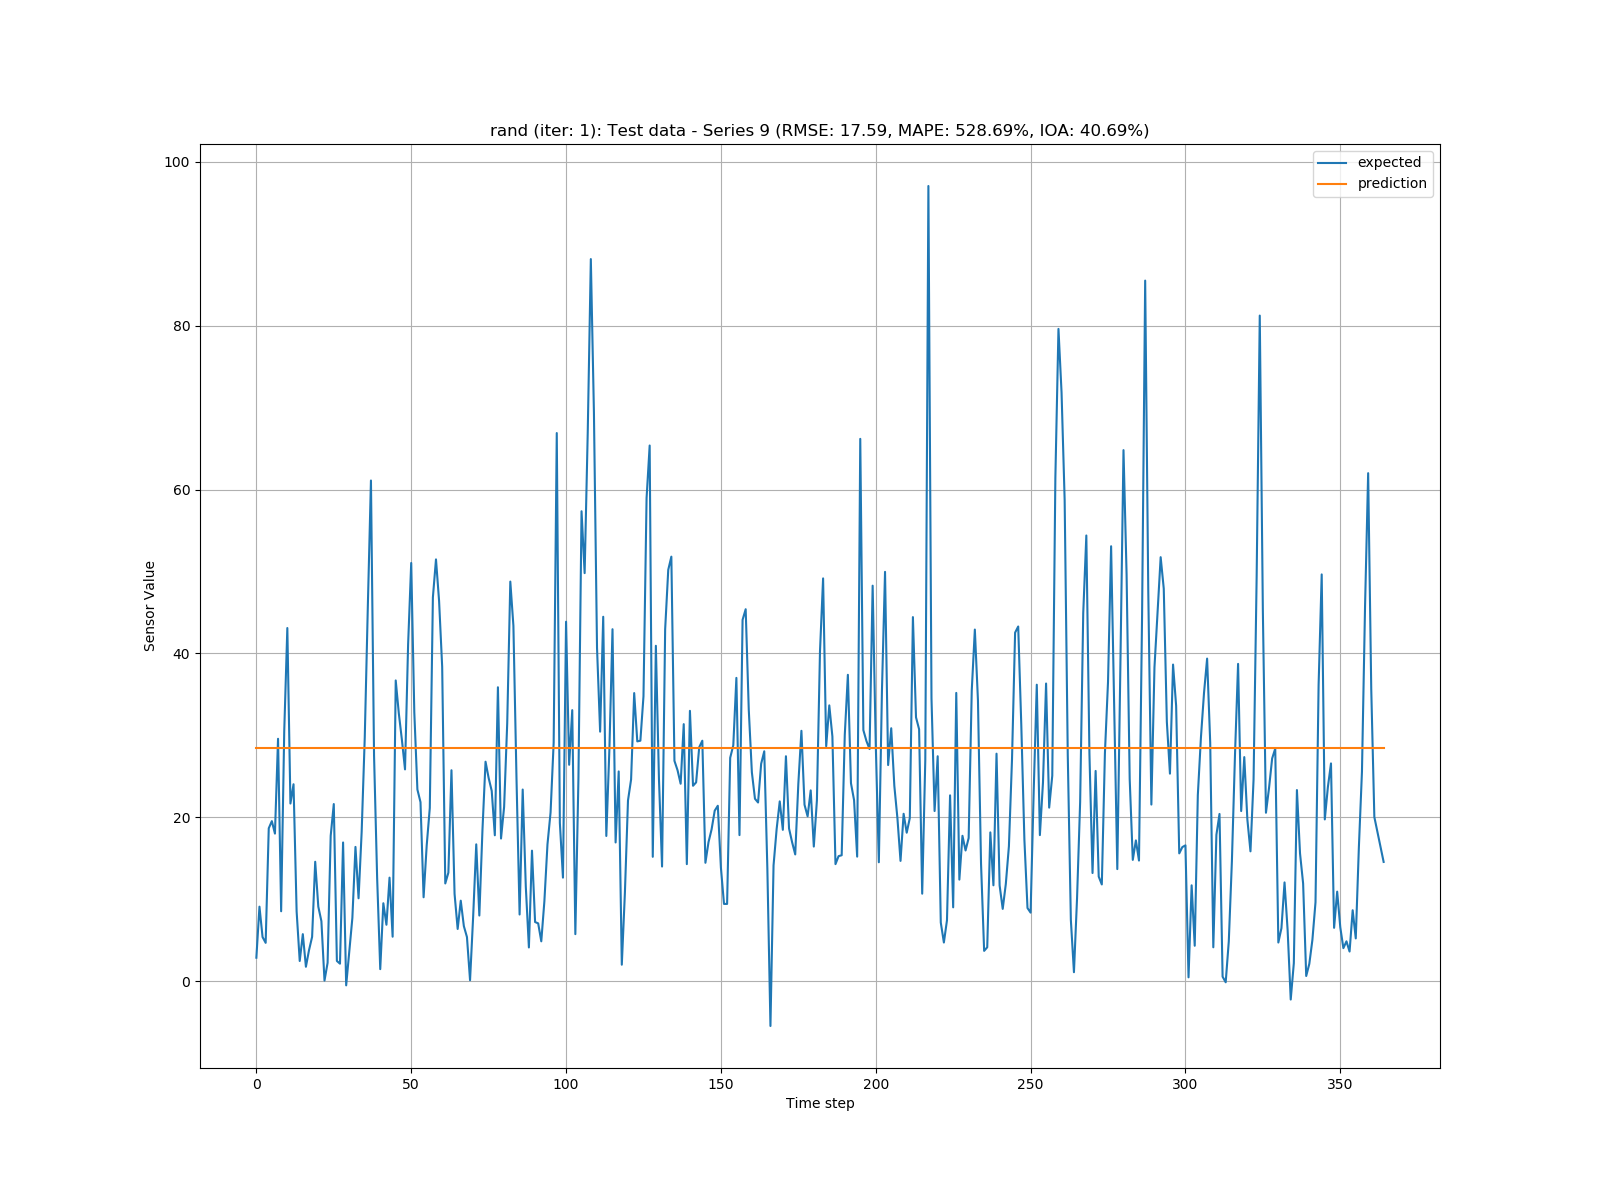 rand (iter: 1): Test data - Series 9 (RMSE: 17.59, MAPE: 528.69%, IOA: 40.69%)
expected
prediction
100
80
60
40
20
0
Sensor Value
0 50 100 150 200 250 300 350
Time step